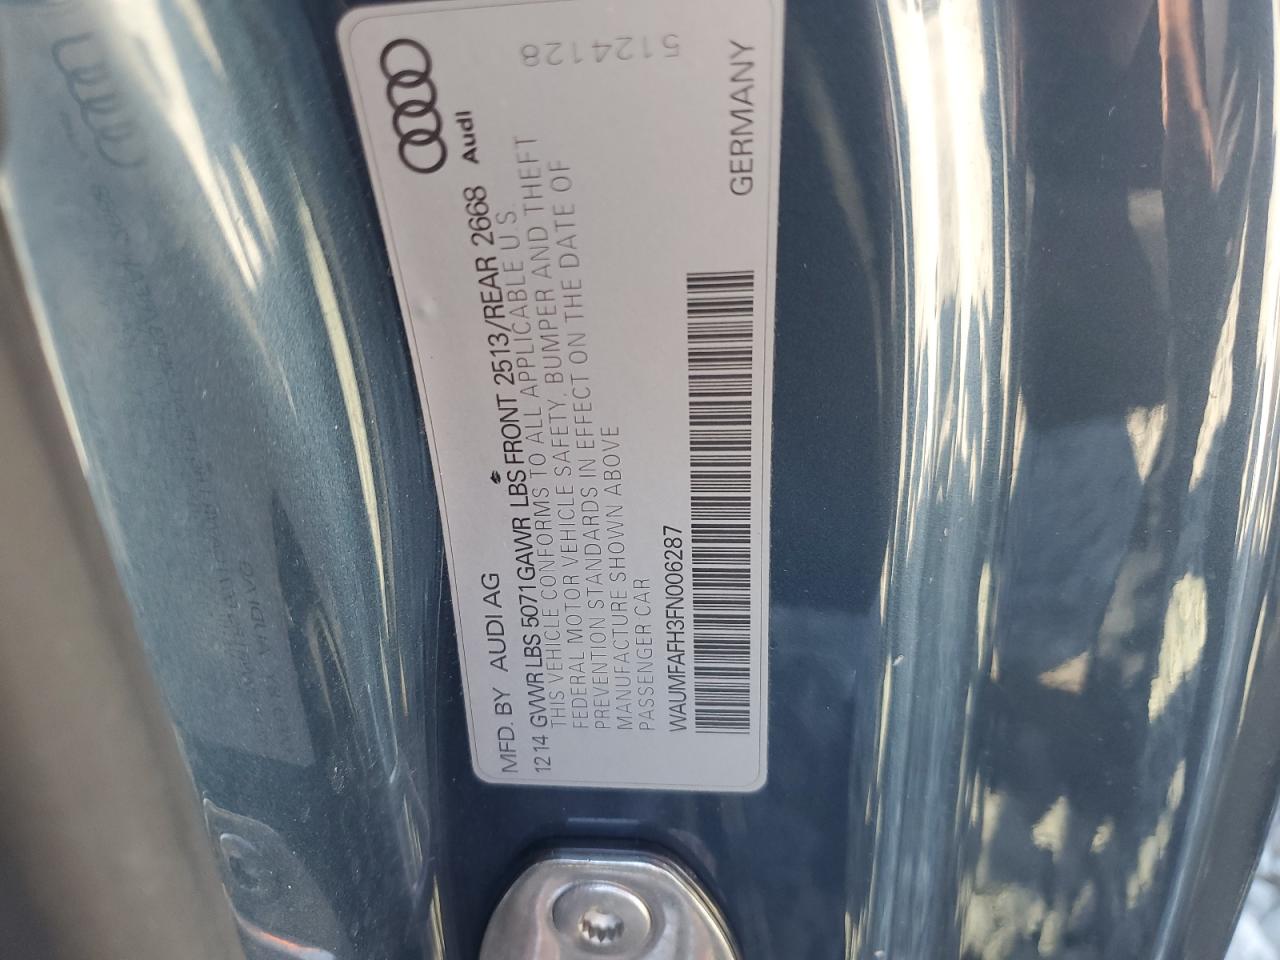 Audi
MFD. BY AUDI AG
12 14 GVWR LBS 5071 GAWR LBS FRONT 2513/REAR 2668
THIS VEHICLE CONFORMS TO ALL APPLICABLE U.S.
FEDERAL MOTOR VEHICLE SAFETY, BUMPER AND THEFT
PREVENTION STANDARDS IN EFFECT ON THE DATE OF
MANUFACTURE SHOWN ABOVE
PASSENGER CAR
WAUMFAFH3FN006287
GERMANY
5124128